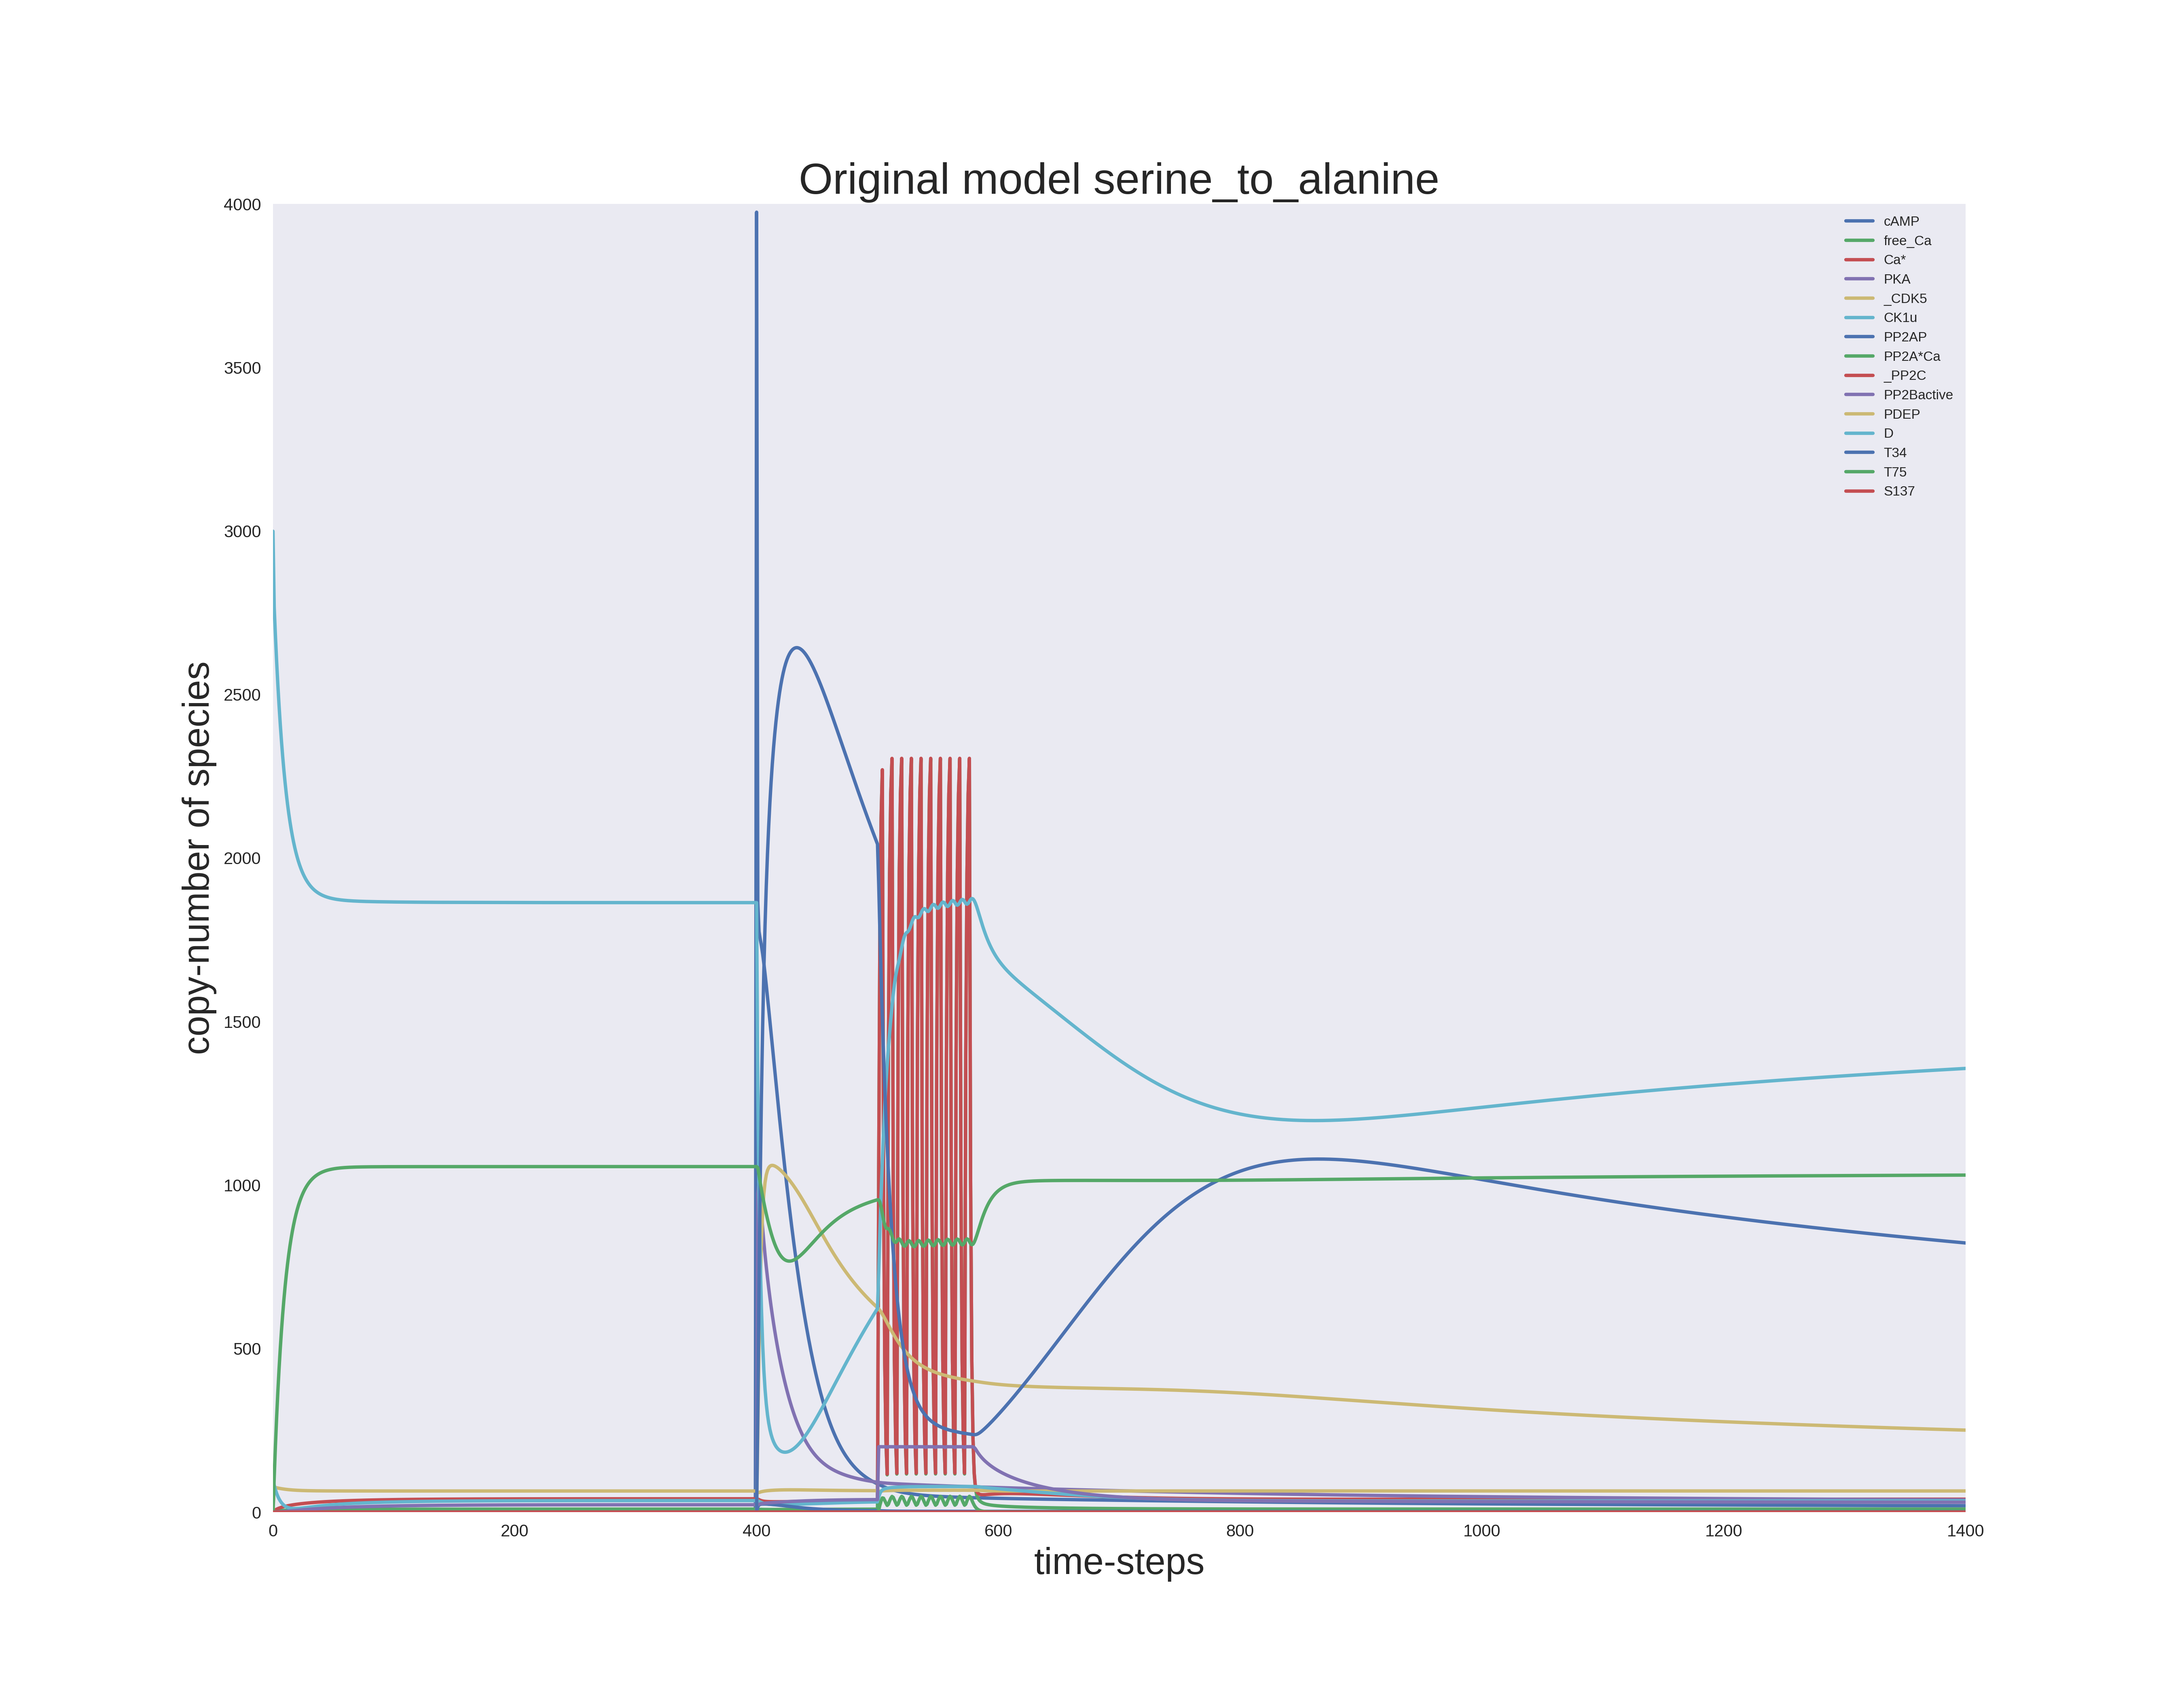 Original model serine_to_alanine
copy-number of species
4000
3500
3000
2500
2000
1500
1000
500
0
cAMP
free_Ca
Ca*
PKA
_CDK5
CK1u
PP2AP
PP2A*Ca
_PP2C
PP2Bactive
PDEP
D
T34
T75
S137
0 200 400 600 800 1000 1200 1400
time-steps